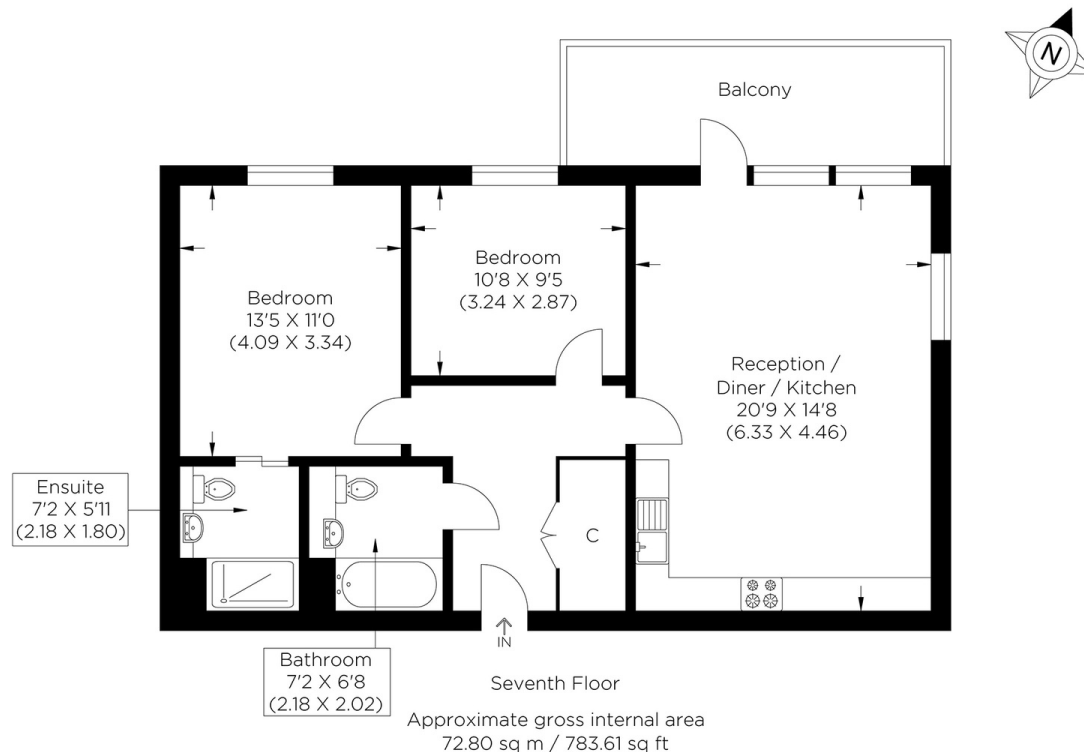 N
Balcony
Bedroom
13'5 X 11'0
(4.09 X 3.34)
Bedroom
10'8 X 9'5
(3.24 X 2.87)
Reception /
Diner / Kitchen
20'9 X 14'8
(6.33 X 4.46)
Ensuite
7'2 X 5'11
(2.18 X 1.80)
C
IN
Bathroom
7'2 X 6'8
(2.18 X 2.02)
Seventh Floor
Approximate gross internal area
72.80 sq m / 783.61 sq ft